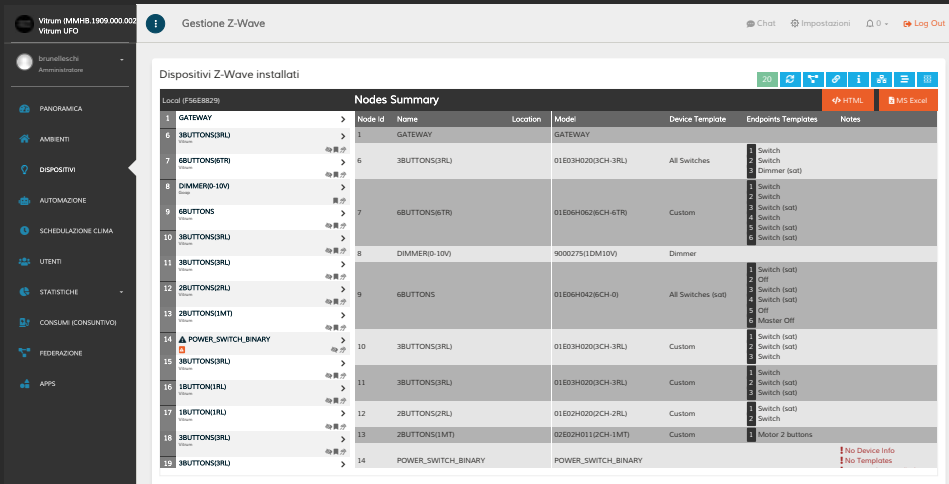 Vitrum (MMHB.1909.000.002
Vitrum UFO
Gestione Z-Wave
Chat
Impostazioni
0
Log Out
brunelleschi
Amministratore
PANORAMICA
AMBIENTI
DISPOSITIVI
AUTOMAZIONE
SCHEDULAZIONE CLIMA
UTENTI
STATISTICHE
CONSUMI (CONSUNTIVO)
FEDERAZIONE
APPS
Dispositivi Z-Wave installati
20
Local (F56E8829)
1 GATEWAY
6 3BUTTONS(3RL)
Vitrum
7 6BUTTONS(6TR)
Vitrum
8 DIMMER(0-10V)
9 6BUTTONS
Vitrum
10 3BUTTONS(3RL)
Vitrum
11 3BUTTONS(3RL)
Vitrum
12 2BUTTONS(2RL)
Vitrum
13 2BUTTONS(1MT)
Vitrum
14 POWER_SWITCH_BINARY
15 3BUTTONS(3RL)
Vitrum
16 1BUTTON(1RL)
Vitrum
17 1BUTTON(1RL)
Vitrum
18 3BUTTONS(3RL)
Vitrum
19 3BUTTONS(3RL)
Nodes Summary
HTML
MS Excel
Node Id Name Location Model Device Template Endpoints Templates Notes
1 GATEWAY GATEWAY
6 3BUTTONS(3RL) 01E03H020(3CH-3RL) All Switches
1 Switch
2 Switch
3 Dimmer (sat)
7 6BUTTONS(6TR) 01E06H062(6CH-6TR) Custom
1 Switch
2 Switch
3 Switch (sat)
4 Switch
5 Switch (sat)
6 Switch (sat)
8 DIMMER(0-10V) 9000275(1DM10V) Dimmer
9 6BUTTONS 01E06H042(6CH-0) All Switches (sat)
1 Switch (sat)
2 Off
3 Switch (sat)
4 Switch (sat)
5 Off
6 Master Off
10 3BUTTONS(3RL) 01E03H020(3CH-3RL) Custom
1 Switch (sat)
2 Switch (sat)
3 Switch
11 3BUTTONS(3RL) 01E03H020(3CH-3RL) Custom
1 Switch
2 Switch (sat)
3 Switch (sat)
12 2BUTTONS(2RL) 01E02H020(2CH-2RL) Custom
1 Switch (sat)
2 Switch
13 2BUTTONS(1MT) 02E02H011(2CH-1MT) Custom
1 Motor 2 buttons
14 POWER_SWITCH_BINARY POWER_SWITCH_BINARY
! No Device Info
! No Templates